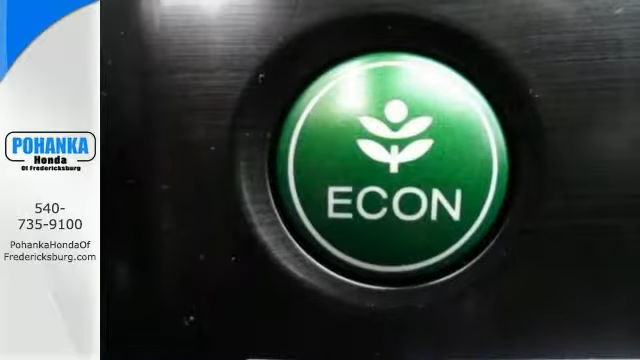 POHANKA
Honda
Of Fredericksburg
540-
735-9100
PohankaHondaOf
Fredericksburg.com
ECON